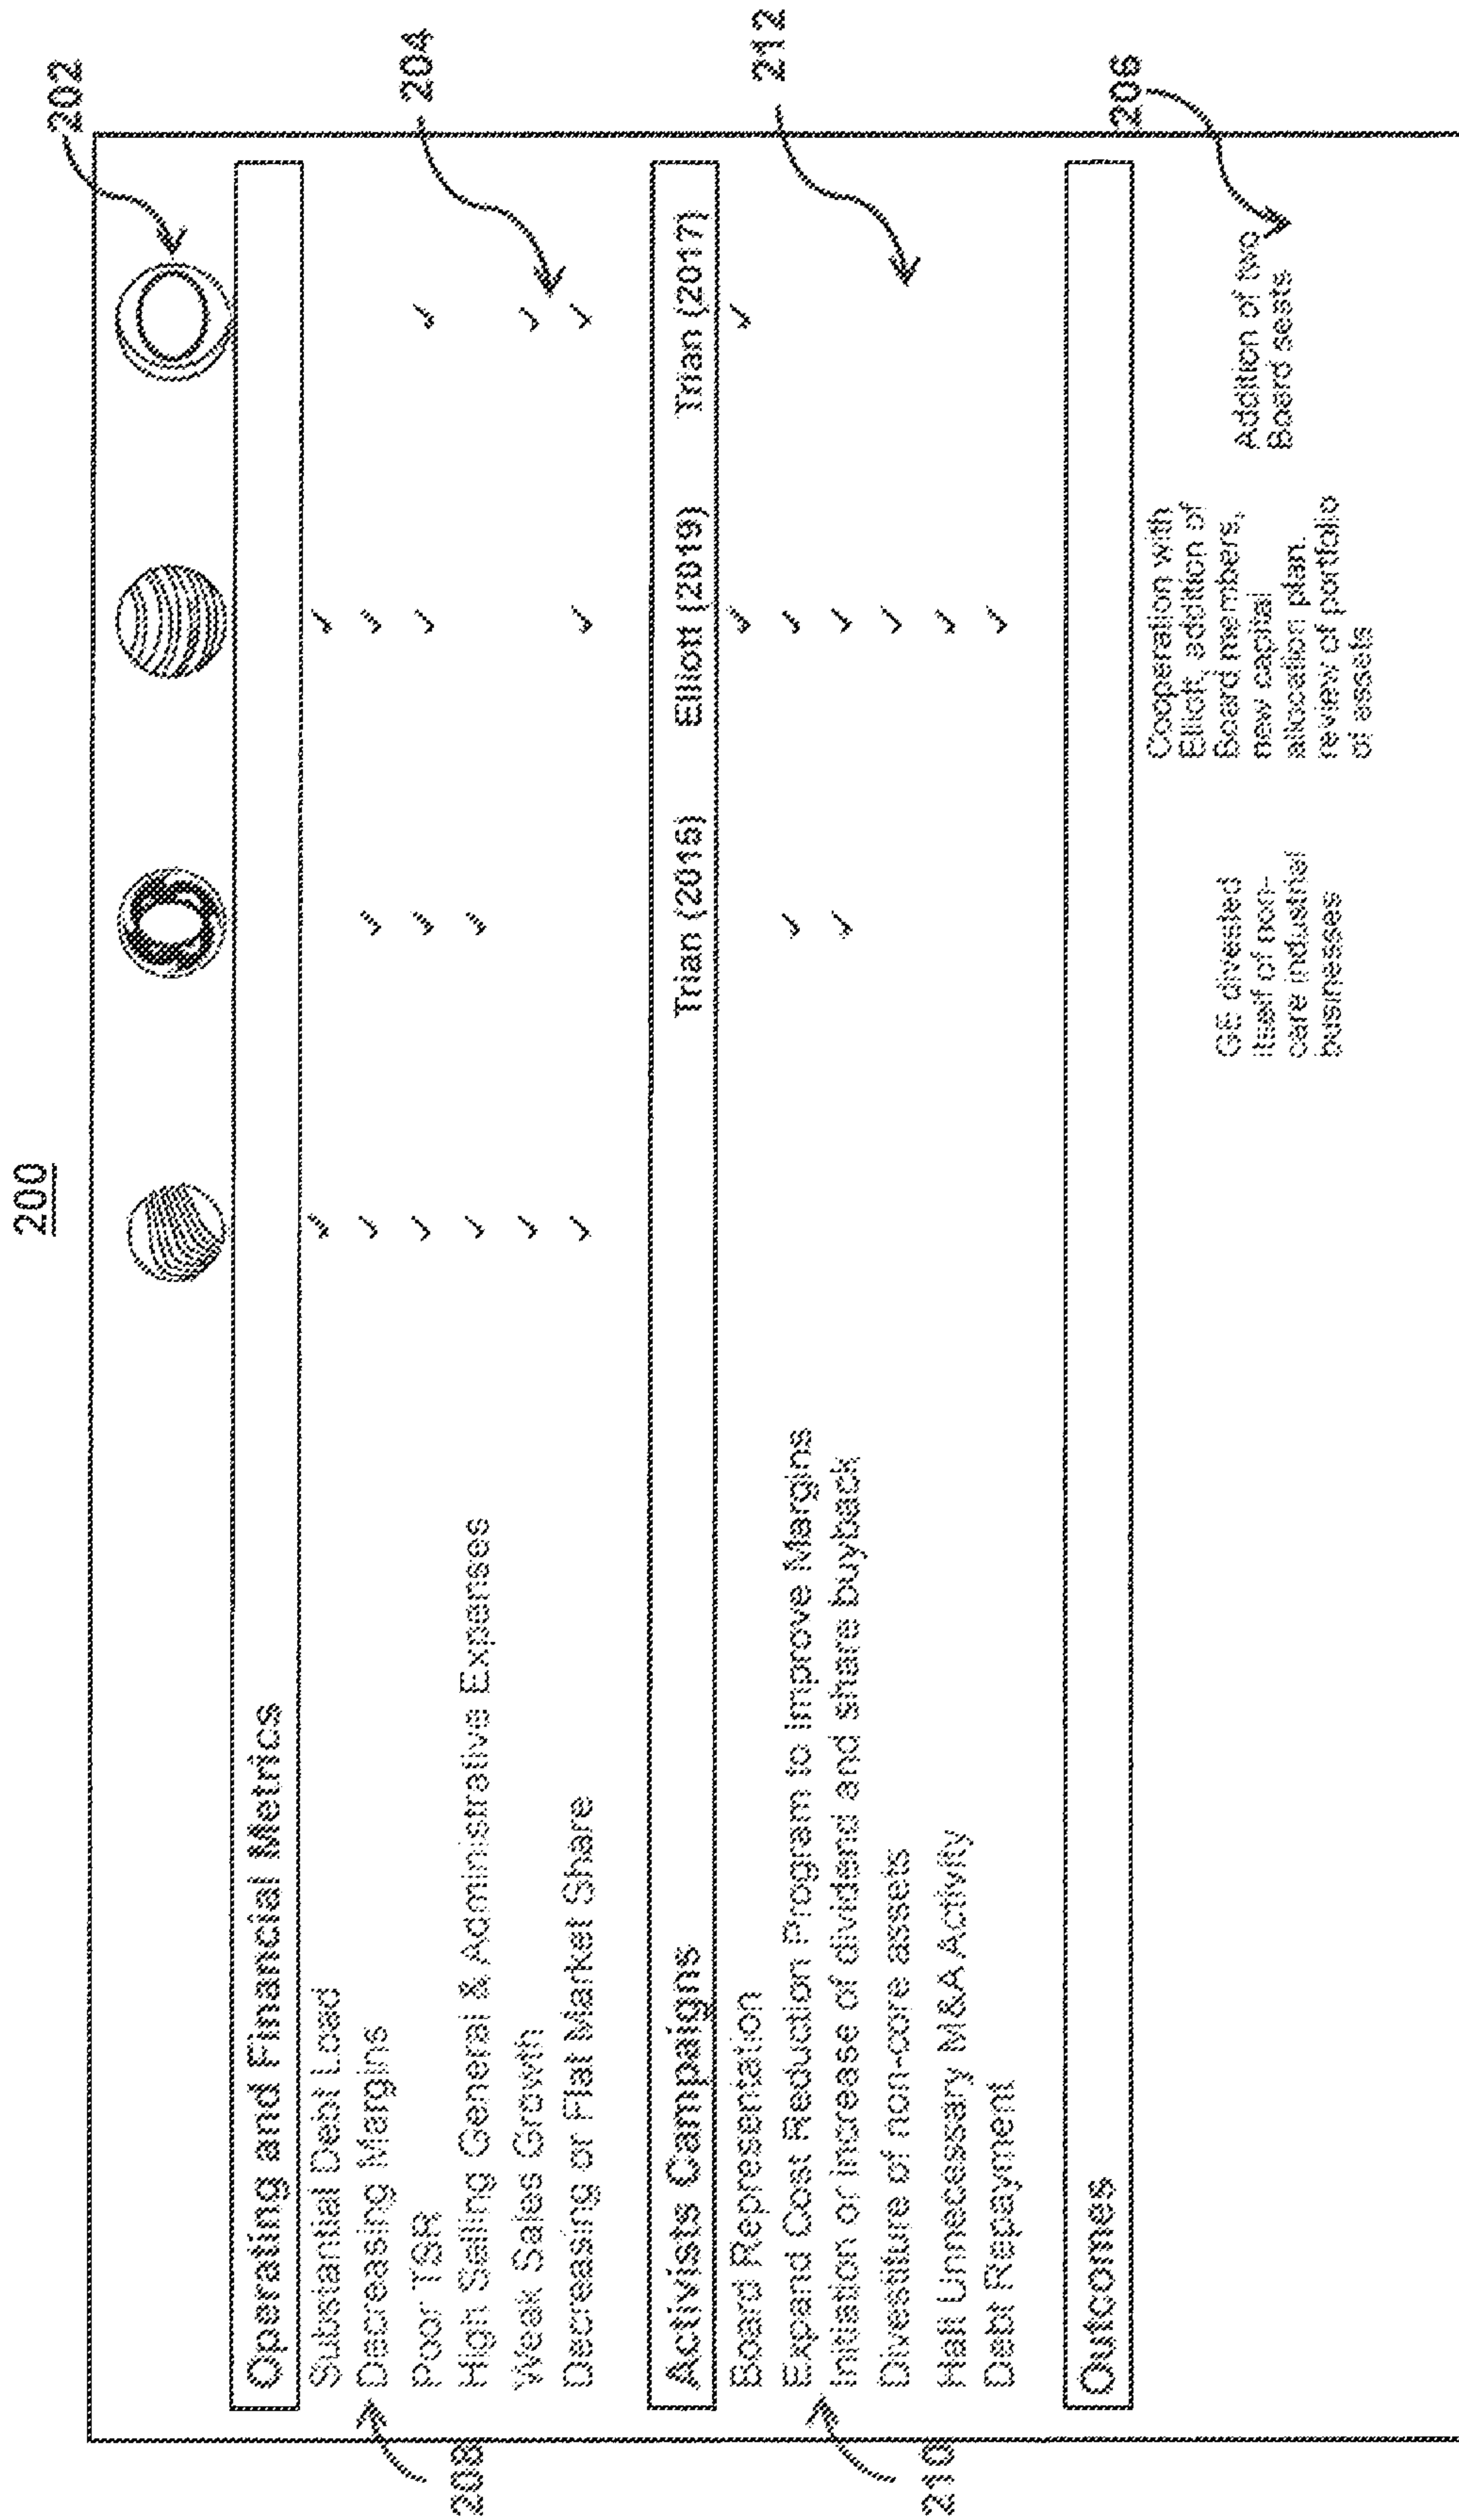 200
202
Operating and Financial Metrics
Substantial Debt Load
Decreasing Margins
208
Poor TSR
204
High Selling General & Administrative Expenses
Weak Sales Growth
Decreasing or Flat Market Share
Activists Campaigns Trian (2015) Elliott (2019) Trian (2017)
Board Representation
212
Expand Cost Reduction Program to Improve Margins
Initiation or increase of dividend and share buyback
210
Divestiture of non-core assets
Halt Unnecessary M&A Activity
Debt Repayment
Outcomes
206
GE divested
itself of non-
care industrial
businesses
Cooperation with
Elliott, addition of
Board members,
new capital
allocation plan.
review of portfolio
of assets
Addition of two
Board sests